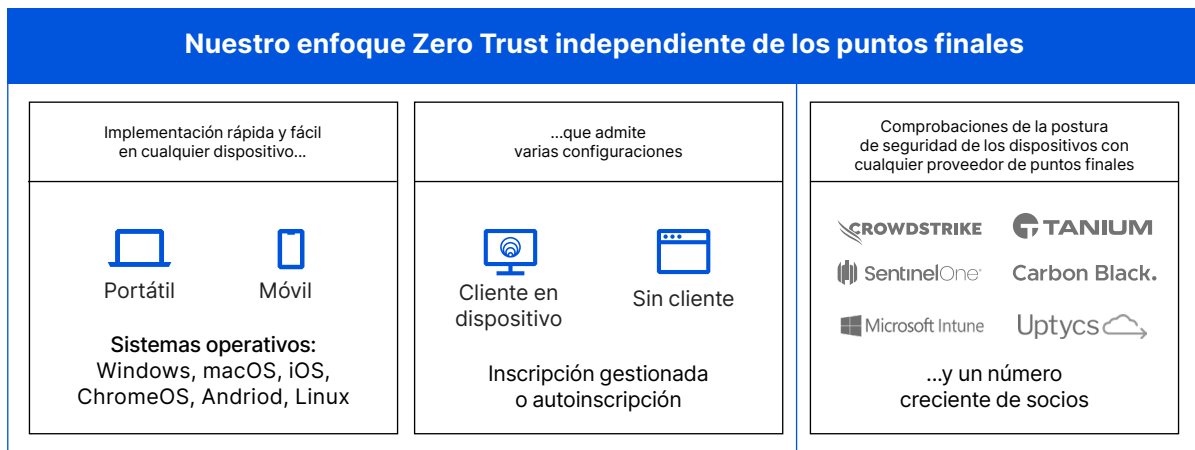 Nuestro enfoque Zero Trust independiente de los puntos finales
Implementación rápida y fácil
en cualquier dispositivo...
Portátil
Móvil
Sistemas operativos:
Windows, macOS, iOS,
ChromeOS, Andriod, Linux
...que admite
varias configuraciones
Cliente en
dispositivo
Sin cliente
Inscripción gestionada
o autoinscripción
Comprobaciones de la postura
de seguridad de los dispositivos con
cualquier proveedor de puntos finales
CROWDSTRIKE
TANIUM
SentinelOne
Carbon Black.
Microsoft Intune
Uptycs
...y un número
creciente de socios